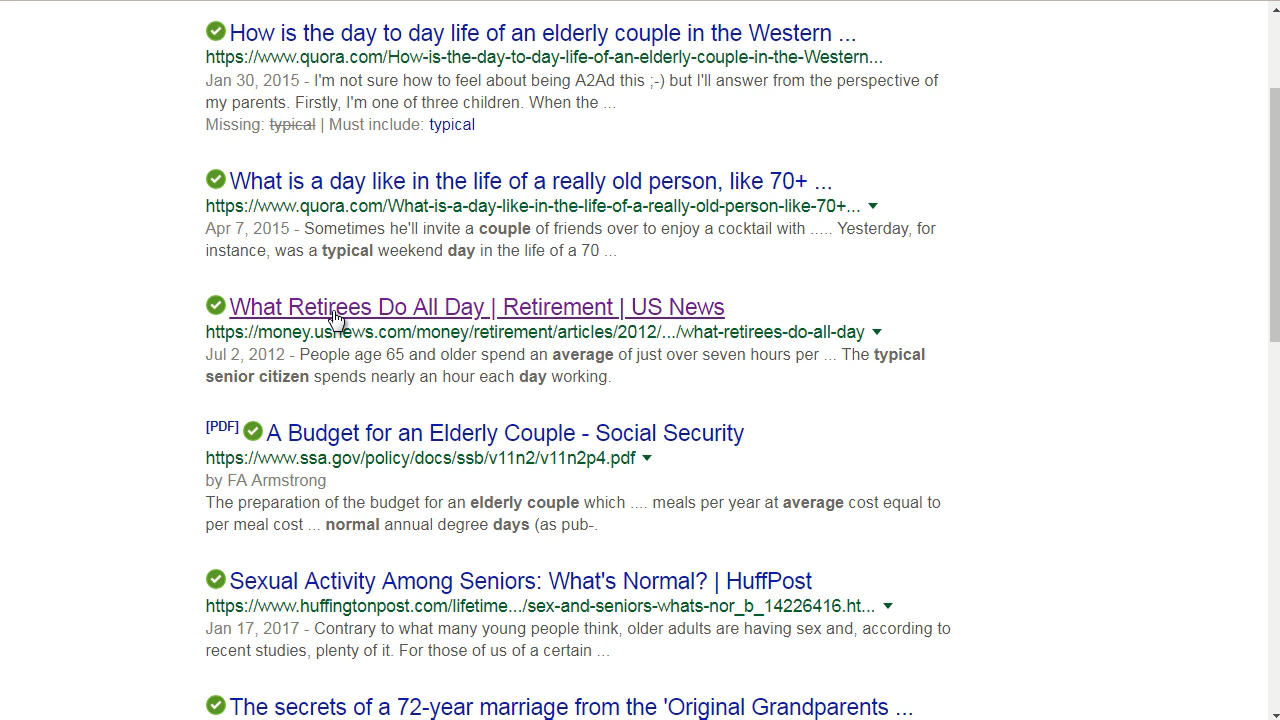 How is the day to day life of an elderly couple in the Western ...
https://www.quora.com/How-is-the-day-to-day-life-of-an-elderly-couple-in-the-Western...
Jan 30, 2015 - I'm not sure how to feel about being A2Ad this ;-) but I'll answer from the perspective of
my parents. Firstly, I'm one of three children. When the ...
Missing: typical | Must include: typical
What is a day like in the life of a really old person, like 70+ ...
https://www.quora.com/What-is-a-day-like-in-the-life-of-a-really-old-person-like-70+...
Apr 7, 2015 - Sometimes he'll invite a couple of friends over to enjoy a cocktail with ..... Yesterday, for
instance, was a typical weekend day in the life of a 70 ...
What Retirees Do All Day | Retirement | US News
https://money.usnews.com/money/retirement/articles/2012/.../what-retirees-do-all-day
Jul 2, 2012 - People age 65 and older spend an average of just over seven hours per ... The typical
senior citizen spends nearly an hour each day working.
[PDF] A Budget for an Elderly Couple - Social Security
https://www.ssa.gov/policy/docs/ssb/v11n2/v11n2p4.pdf
by FA Armstrong
The preparation of the budget for an elderly couple which .... meals per year at average cost equal to
per meal cost ... normal annual degree days (as pub-.
Sexual Activity Among Seniors: What's Normal? | HuffPost
https://www.huffingtonpost.com/lifetime.../sex-and-seniors-whats-nor_b_14226416.ht...
Jan 17, 2017 - Contrary to what many young people think, older adults are having sex and, according to
recent studies, plenty of it. For those of us of a certain ...
The secrets of a 72-year marriage from the 'Original Grandparents ...